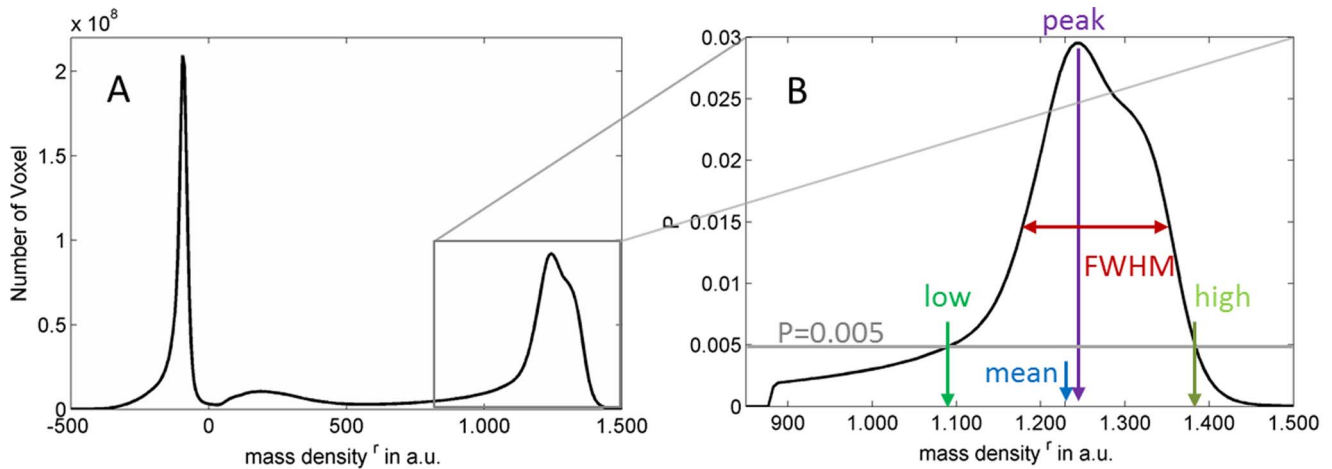 × 10⁸
A
2
1.5
1
0.5
0
Number of Voxel
-500 0 500 1.000 1.500
mass density r in a.u.
peak
B
0.03
0.025
0.02
0.015
0.01
0.005
0
P
FWHM
low
high
P=0.005
mean
900 1.000 1.100 1.200 1.300 1.400 1.500
mass density r in a.u.